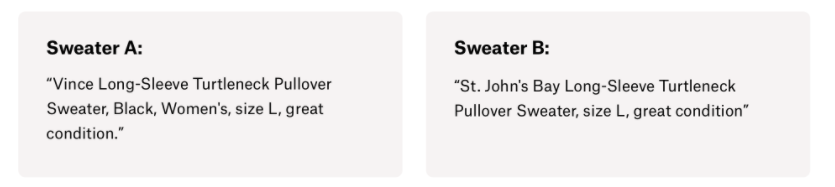 Sweater A:
“Vince Long-Sleeve Turtleneck Pullover
Sweater, Black, Women's, size L, great
condition.”
Sweater B:
“St. John's Bay Long-Sleeve Turtleneck
Pullover Sweater, size L, great condition”